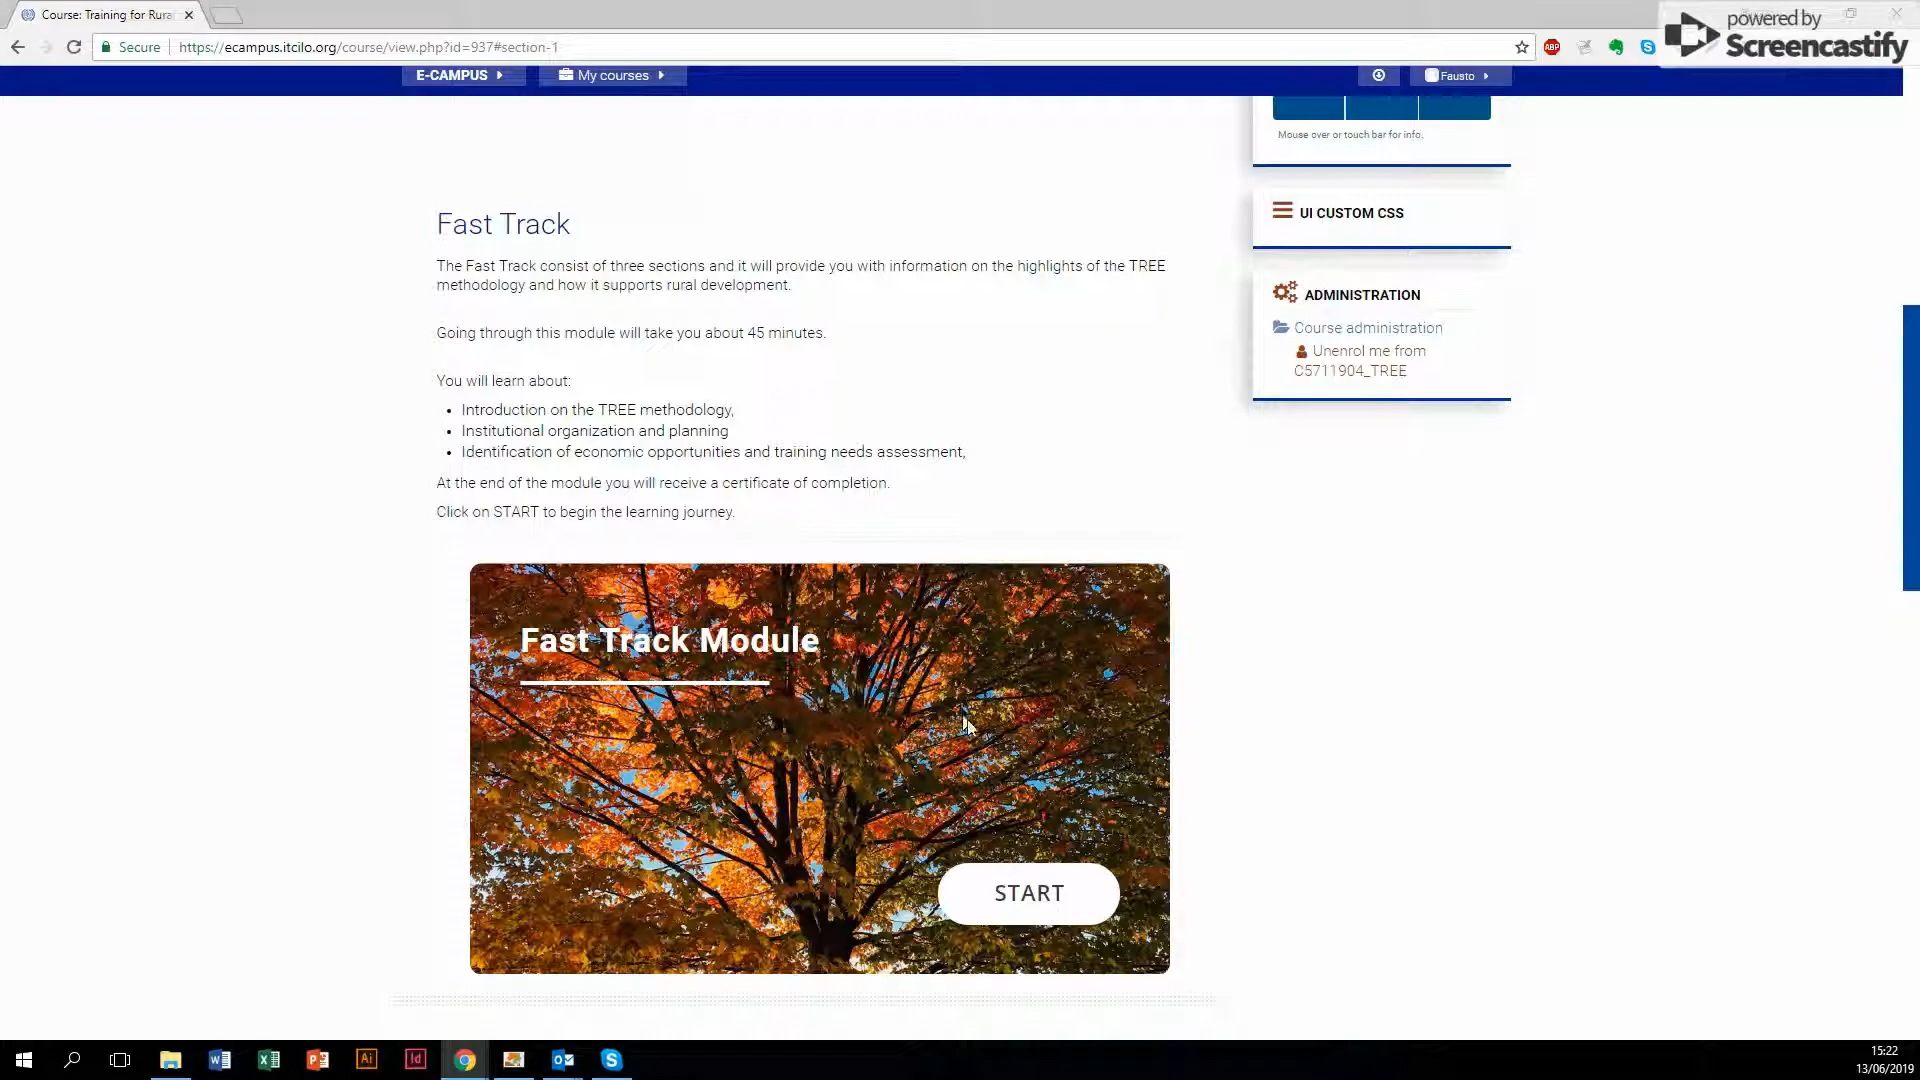 Course: Training for Rura
powered by
Screencastify
Secure
https://ecampus.itcilo.org/course/view.php?id=937#section-1
ABP
E-CAMPUS
My courses
Fausto
Mouse over or touch bar for info.
Fast Track
The Fast Track consist of three sections and it will provide you with information on the highlights of the TREE
methodology and how it supports rural development.
Going through this module will take you about 45 minutes.
You will learn about:
• Introduction on the TREE methodology,
• Institutional organization and planning
• Identification of economic opportunities and training needs assessment,
At the end of the module you will receive a certificate of completion.
Click on START to begin the learning journey.
UI CUSTOM CSS
ADMINISTRATION
Course administration
Unenrol me from
C5711904_TREE
Fast Track Module
START
15:22
13/06/2019